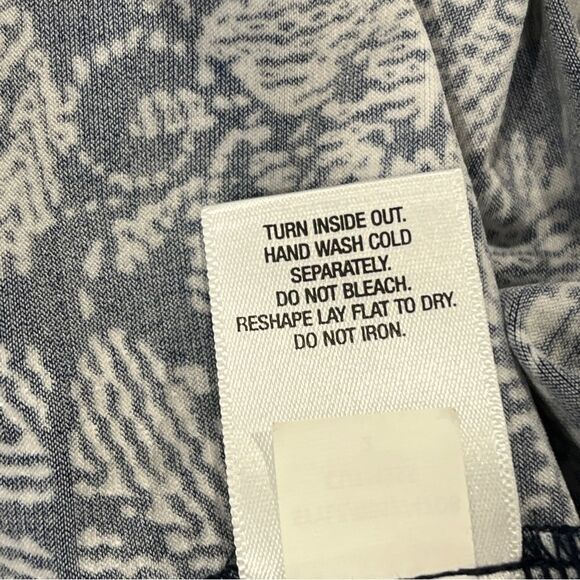 TURN INSIDE OUT.
HAND WASH COLD
SEPARATELY.
DO NOT BLEACH.
RESHAPE LAY FLAT TO DRY.
DO NOT IRON.